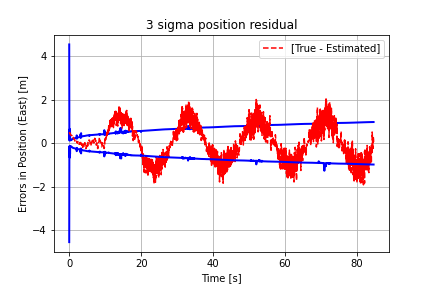 3 sigma position residual
[True - Estimated]
Errors in Position (East) [m]
4
2
0
−2
−4
0 20 40 60 80
Time [s]